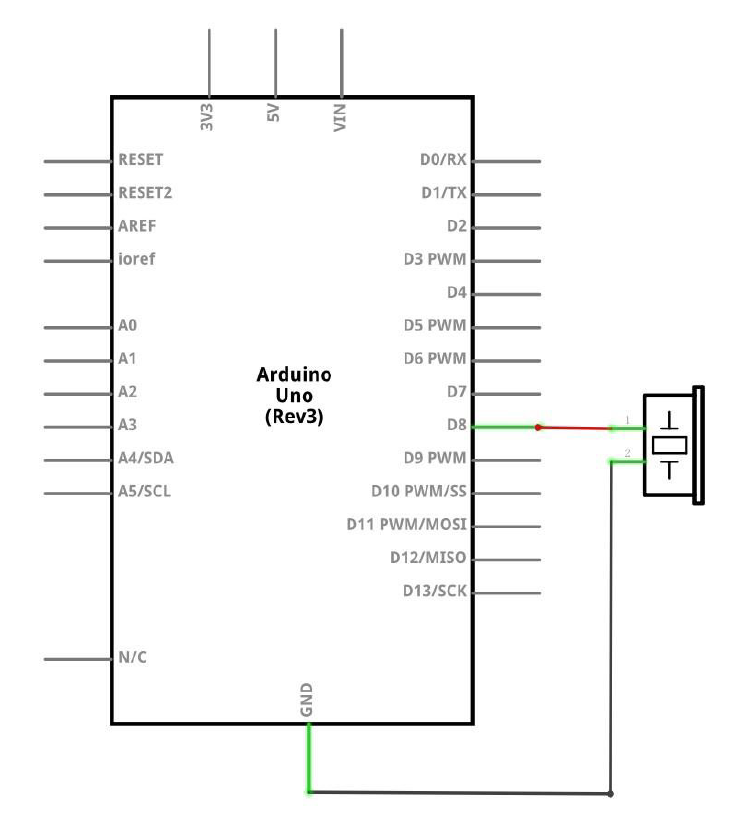 3V3
5V
VIN
RESET
D0/RX
RESET2
D1/TX
AREF
D2
ioref
D3 PWM
D4
A0
D5 PWM
A1
D6 PWM
Arduino
Uno
(Rev3)
A2
D7
A3
D8
1
A4/SDA
D9 PWM
2
A5/SCL
D10 PWM/SS
D11 PWM/MOSI
D12/MISO
D13/SCK
N/C
GND